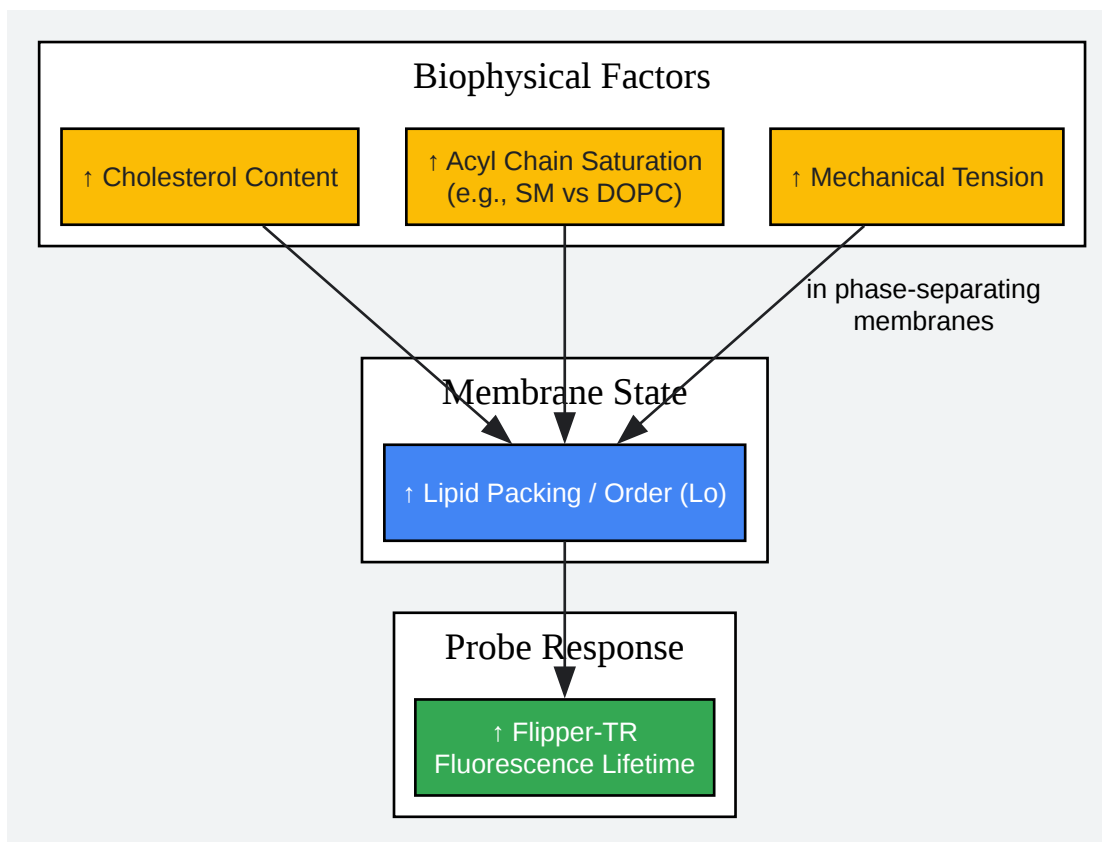 Biophysical Factors
↑ Cholesterol Content
↑ Acyl Chain Saturation
(e.g., SM vs DOPC)
↑ Mechanical Tension
in phase-separating
membranes
Membrane State
↑ Lipid Packing / Order (Lo)
Probe Response
↑ Flipper-TR
Fluorescence Lifetime